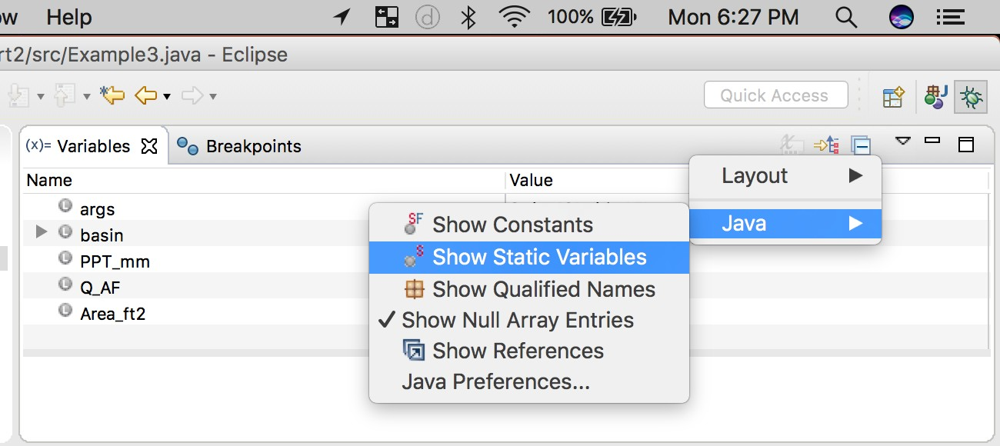 Help
100%
Mon 6:27 PM
rt2/src/Example3.java - Eclipse
Quick Access
(x)= Variables
Breakpoints
Name
Value
Layout
Java
args
basin
PPT_mm
Q_AF
Area_ft2
SF Show Constants
S Show Static Variables
Show Qualified Names
Show Null Array Entries
Show References
Java Preferences...